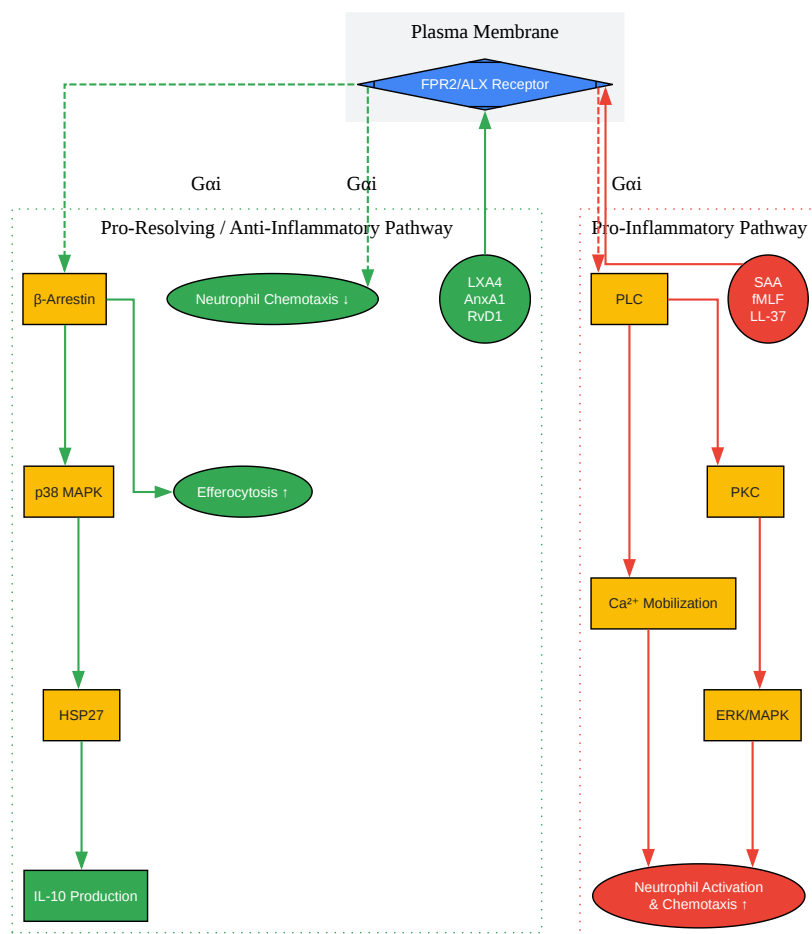 Plasma Membrane
FPR2/ALX Receptor
Gαi
Gαi
Gαi
Pro-Resolving / Anti-Inflammatory Pathway
Pro-Inflammatory Pathway
β-Arrestin
Neutrophil Chemotaxis ↓
LXA4
AnxA1
RvD1
PLC
SAA
fMLF
LL-37
p38 MAPK
Efferocytosis ↑
PKC
Ca²⁺ Mobilization
HSP27
ERK/MAPK
IL-10 Production
Neutrophil Activation
& Chemotaxis ↑